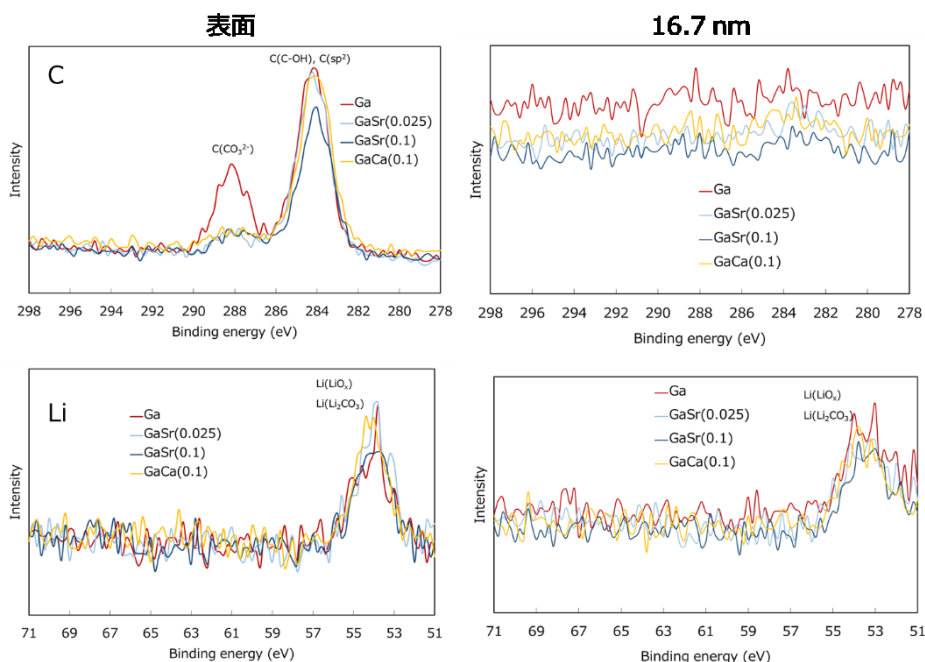 表面
16.7 nm
C
C(C-OH), C(sp²)
C(CO₃²⁻)
Ga
GaSr(0.025)
GaSr(0.1)
GaCa(0.1)
Intensity
298 296 294 292 290 288 286 284 282 280 278
Binding energy (eV)
Ga
GaSr(0.025)
GaSr(0.1)
GaCa(0.1)
Intensity
298 296 294 292 290 288 286 284 282 280 278
Binding energy (eV)
Li
Li(LiOₓ)
Li(Li₂CO₃)
Ga
GaSr(0.025)
GaSr(0.1)
GaCa(0.1)
Intensity
71 69 67 65 63 61 59 57 55 53 51
Binding energy (eV)
Li(LiOₓ)
Li(Li₂CO₃)
Ga
GaSr(0.025)
GaSr(0.1)
GaCa(0.1)
Intensity
71 69 67 65 63 61 59 57 55 53 51
Binding energy (eV)